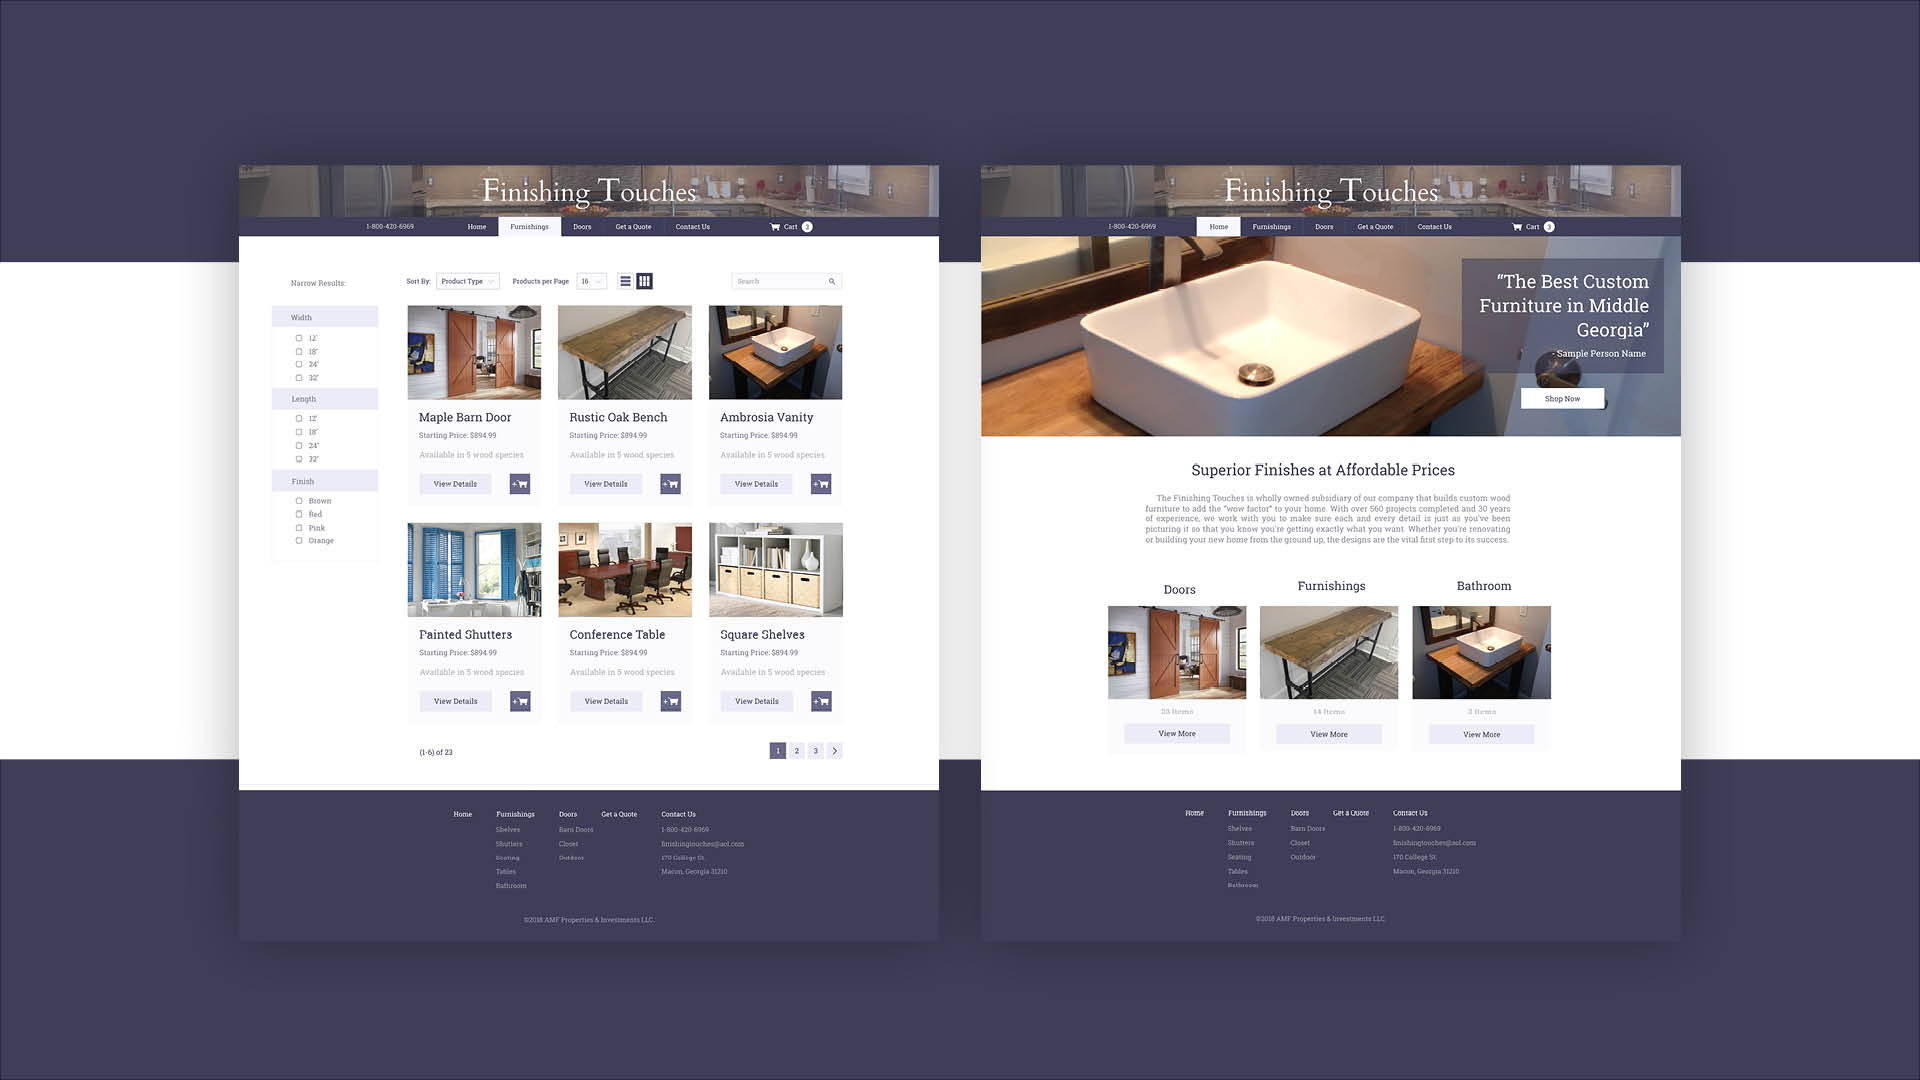 Finishing Touches
1-800-420-6969 Home Furnishings Doors Get a Quote Contact Us Cart 3
Narrow Results:
Sort By: Product Type Products per Page 16 Search
Width
12'
18"
24"
32'
Length
12'
18'
24"
32'
Finish
Brown
Red
Pink
Orange
Maple Barn Door
Starting Price: $894.99
Available in 5 wood species
View Details +
Rustic Oak Bench
Starting Price: $894.99
Available in 5 wood species
View Details +
Ambrosia Vanity
Starting Price: $894.99
Available in 5 wood species
View Details +
Painted Shutters
Starting Price: $894.99
Available in 5 wood species
View Details +
Conference Table
Starting Price: $894.99
Available in 5 wood species
View Details +
Square Shelves
Starting Price: $894.99
Available in 5 wood species
View Details +
(1-6) of 23
1 2 3 >
Home
Furnishings
Shelves
Shutters
Seating
Tables
Bathroom
Doors
Barn Doors
Closet
Outdoor
Get a Quote
Contact Us
1-800-420-6969
finishingtouches@aol.com
170 College St.
Macon, Georgia 31210
©2018 AMF Properties & Investments LLC.
Finishing Touches
1-800-420-6969 Home Furnishings Doors Get a Quote Contact Us Cart 3
“The Best Custom
Furniture in Middle
Georgia”
- Sample Person Name
Shop Now
Superior Finishes at Affordable Prices
The Finishing Touches is wholly owned subsidiary of our company that builds custom wood
furniture to add the “wow factor” to your home. With over 560 projects completed and 30 years
of experience, we work with you to make sure each and every detail is just as you've been
picturing it so that you know you're getting exactly what you want. Whether you're renovating
or building your new home from the ground up, the designs are the vital first step to its success.
Doors
23 Items
View More
Furnishings
14 Items
View More
Bathroom
3 Items
View More
Home
Furnishings
Shelves
Shutters
Seating
Tables
Bathroom
Doors
Barn Doors
Closet
Outdoor
Get a Quote
Contact Us
1-800-420-6969
finishingtouches@aol.com
170 College St.
Macon, Georgia 31210
©2018 AMF Properties & Investments LLC.